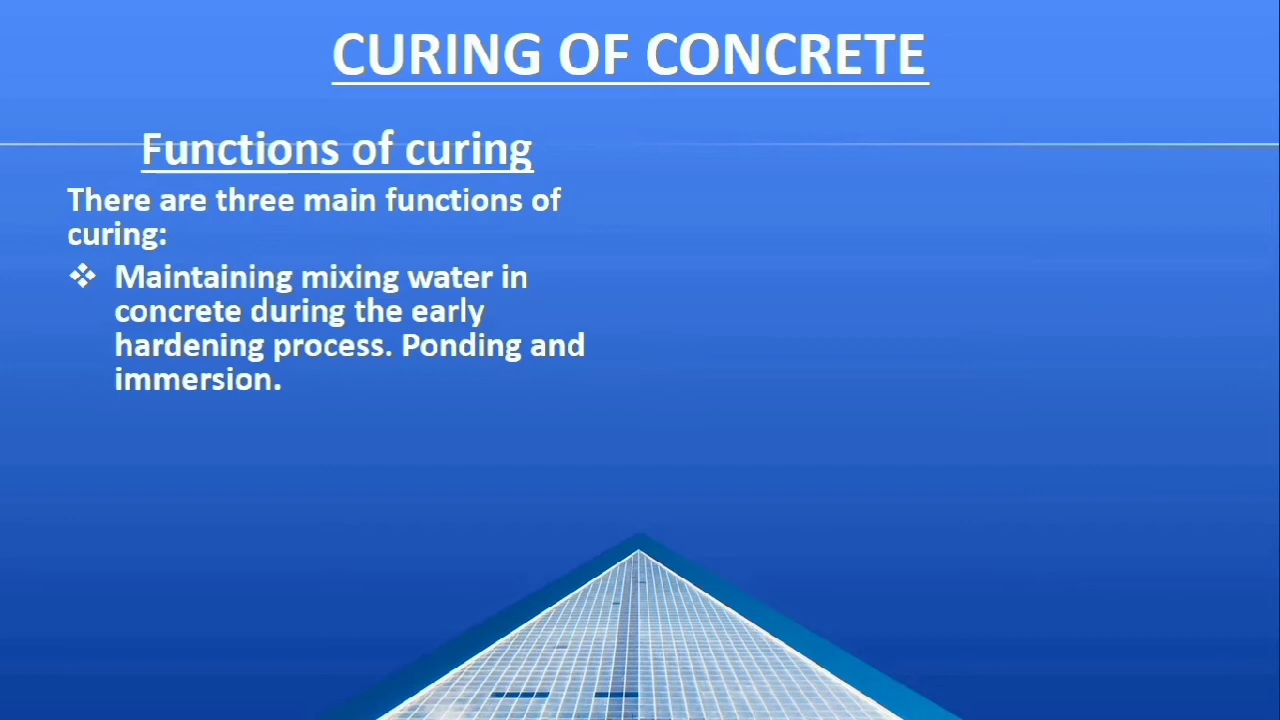 CURING OF CONCRETE
Functions of curing
There are three main functions of
curing:
❖ Maintaining mixing water in
concrete during the early
hardening process. Ponding and
immersion.